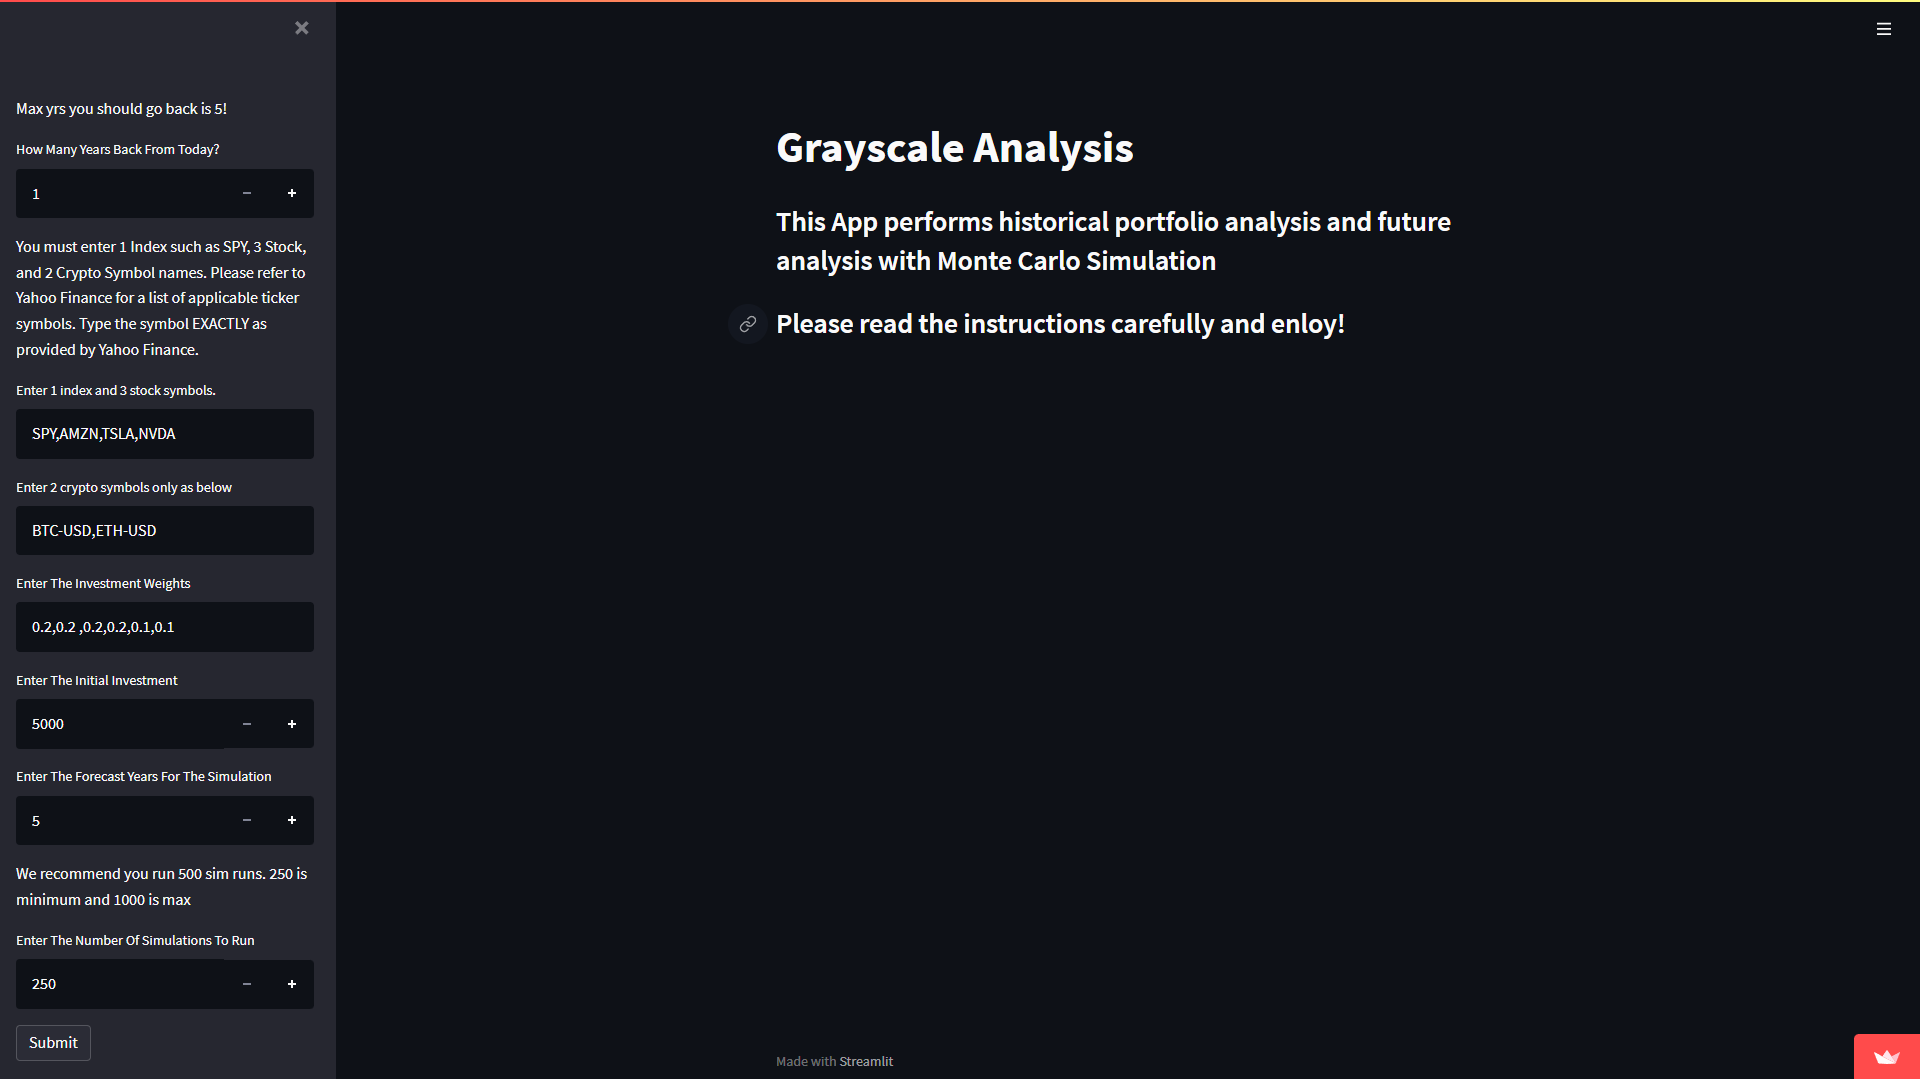 Max yrs you should go back is 5!
How Many Years Back From Today?
1
You must enter 1 Index such as SPY, 3 Stock,
and 2 Crypto Symbol names. Please refer to
Yahoo Finance for a list of applicable ticker
symbols. Type the symbol EXACTLY as
provided by Yahoo Finance.
Enter 1 index and 3 stock symbols.
SPY,AMZN,TSLA,NVDA
Enter 2 crypto symbols only as below
BTC-USD,ETH-USD
Enter The Investment Weights
0.2,0.2 ,0.2,0.2,0.1,0.1
Enter The Initial Investment
5000
Enter The Forecast Years For The Simulation
5
We recommend you run 500 sim runs. 250 is
minimum and 1000 is max
Enter The Number Of Simulations To Run
250
Submit
Grayscale Analysis
This App performs historical portfolio analysis and future
analysis with Monte Carlo Simulation
Please read the instructions carefully and enloy!
Made with Streamlit